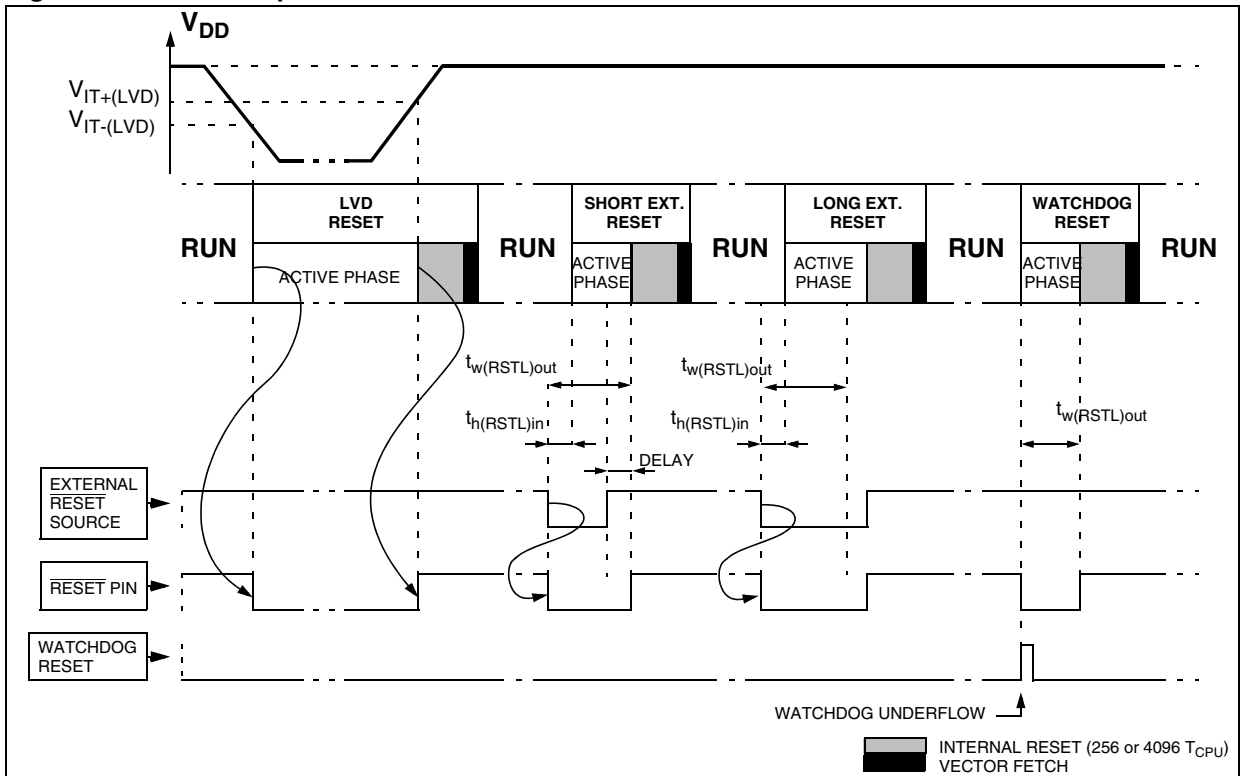 VDD
VIT+(LVD)
VIT-(LVD)
LVD
RESET
SHORT EXT.
RESET
LONG EXT.
RESET
WATCHDOG
RESET
RUN
RUN
RUN
RUN
RUN
ACTIVE PHASE
ACTIVE
PHASE
ACTIVE
PHASE
ACTIVE
PHASE
tw(RSTL)out
tw(RSTL)out
tw(RSTL)out
th(RSTL)in
th(RSTL)in
DELAY
EXTERNAL
RESET
SOURCE
RESET PIN
WATCHDOG
RESET
WATCHDOG UNDERFLOW
INTERNAL RESET (256 or 4096 TCPU)
VECTOR FETCH